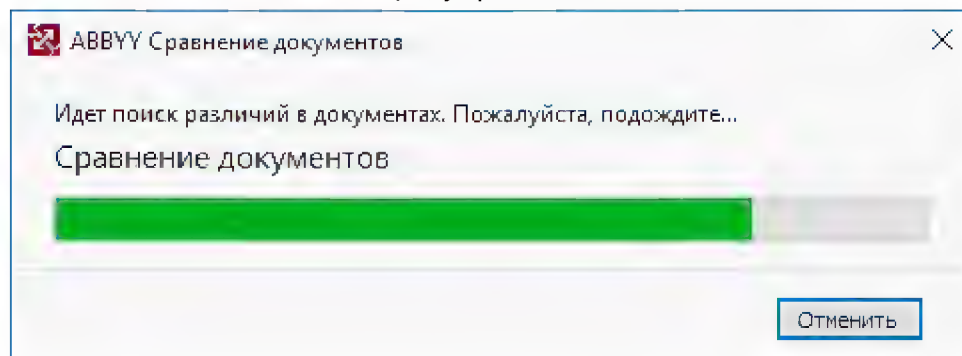 ABBYY Сравнение документов
Идет поиск различий в документах. Пожалуйста, подождите...
Сравнение документов
Отменить